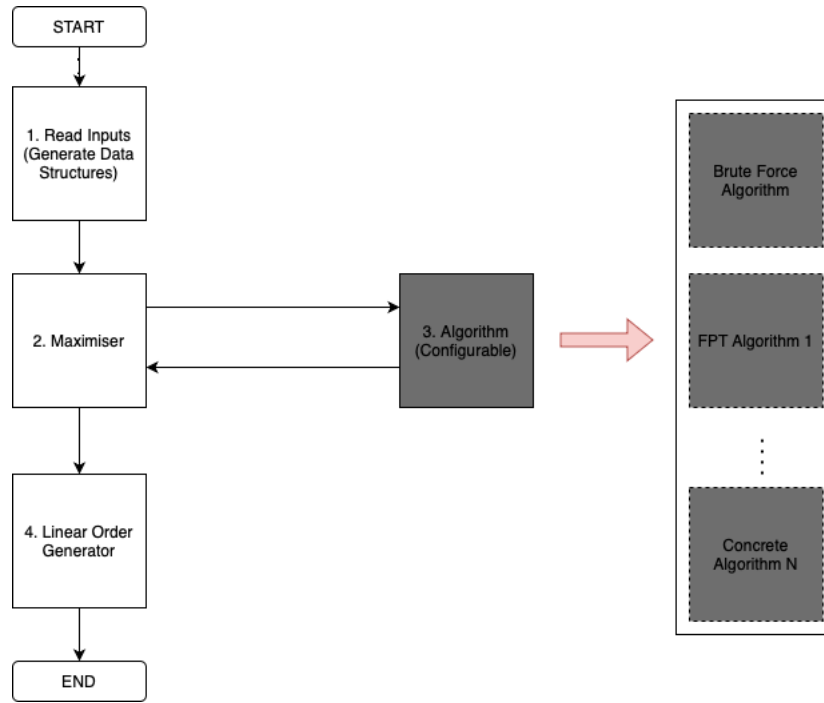 START
1. Read Inputs
(Generate Data
Structures)
2. Maximiser
3. Algorithm
(Configurable)
4. Linear Order
Generator
END
Brute Force
Algorithm
FPT Algorithm 1
Concrete
Algorithm N